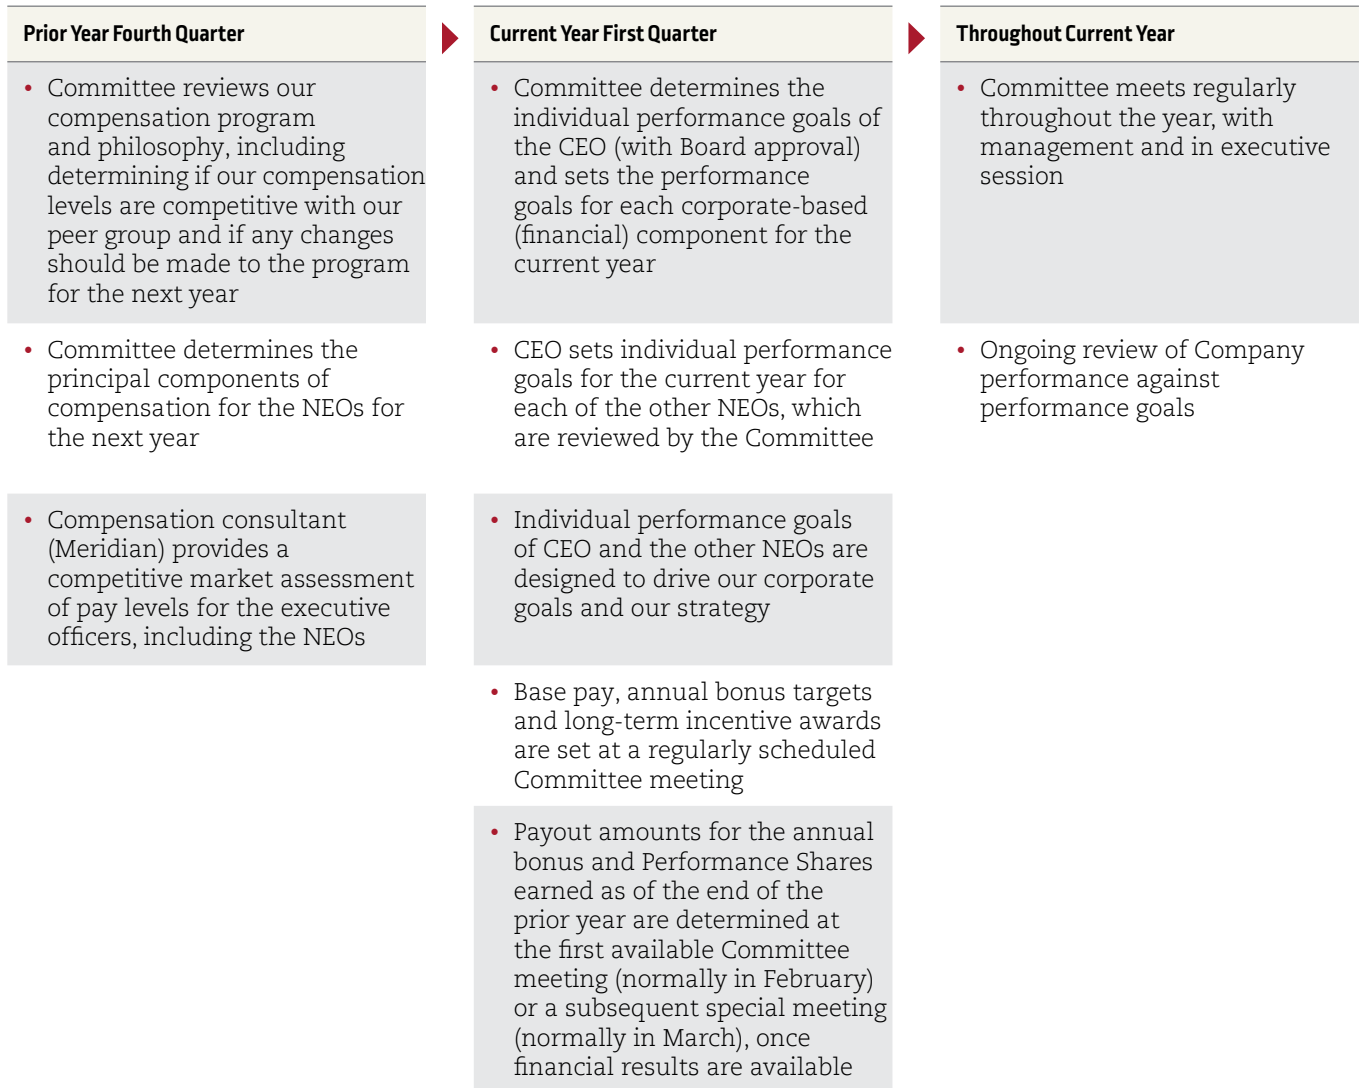 Prior Year Fourth Quarter
• Committee reviews our
compensation program
and philosophy, including
determining if our compensation
levels are competitive with our
peer group and if any changes
should be made to the program
for the next year
• Committee determines the
principal components of
compensation for the NEOs for
the next year
• Compensation consultant
(Meridian) provides a
competitive market assessment
of pay levels for the executive
officers, including the NEOs
Current Year First Quarter
• Committee determines the
individual performance goals of
the CEO (with Board approval)
and sets the performance
goals for each corporate-based
(financial) component for the
current year
• CEO sets individual performance
goals for the current year for
each of the other NEOs, which
are reviewed by the Committee
• Individual performance goals
of CEO and the other NEOs are
designed to drive our corporate
goals and our strategy
• Base pay, annual bonus targets
and long-term incentive awards
are set at a regularly scheduled
Committee meeting
• Payout amounts for the annual
bonus and Performance Shares
earned as of the end of the
prior year are determined at
the first available Committee
meeting (normally in February)
or a subsequent special meeting
(normally in March), once
financial results are available
Throughout Current Year
• Committee meets regularly
throughout the year, with
management and in executive
session
• Ongoing review of Company
performance against
performance goals